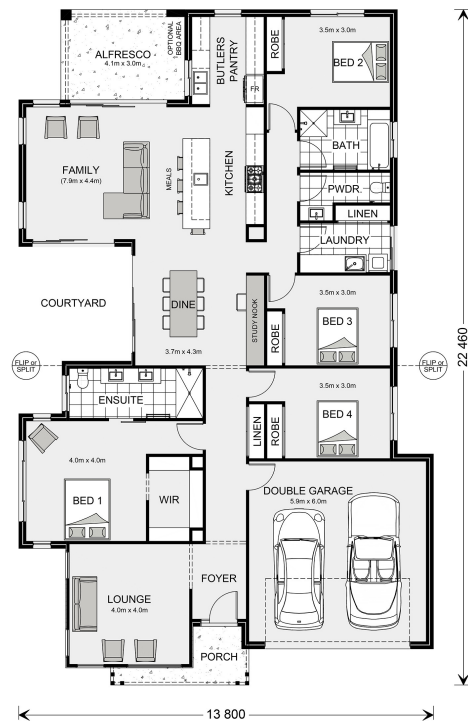 ALFRESCO
4.1m x 3.0m
OPTIONAL
BBQ AREA
BUTLERS
PANTRY
ROBE
3.5m x 3.0m
BED 2
FR
BATH
FAMILY
(7.9m x 4.4m)
MEALS
KITCHEN
PWDR.
LINEN
LAUNDRY
COURTYARD
DINE
3.7m x 4.3m
STUDY NOOK
3.5m x 3.0m
BED 3
ROBE
FLIP or
SPLIT
FLIP or
SPLIT
22 460
ENSUITE
3.5m x 3.0m
BED 4
LINEN
ROBE
4.0m x 4.0m
BED 1
WIR
DOUBLE GARAGE
5.9m x 6.0m
LOUNGE
4.0m x 4.0m
FOYER
PORCH
13 800